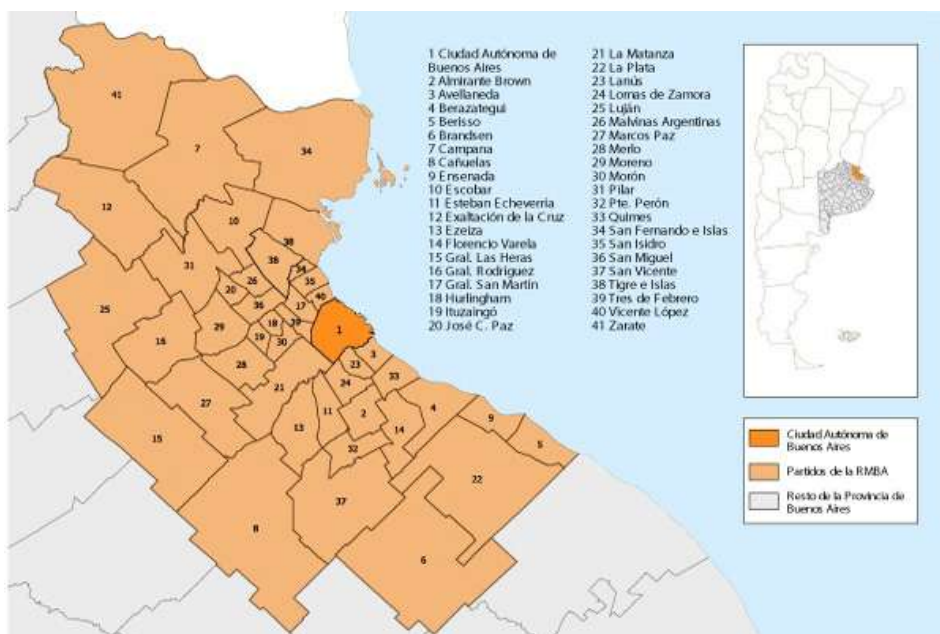 1 Ciudad Autónoma de
Buenos Aires
2 Almirante Brown
3 Avellaneda
4 Berazategui
5 Berisso
6 Brandsen
7 Campana
8 Cañuelas
9 Ensenada
10 Escobar
11 Esteban Echeverria
12 Exaltación de la Cruz
13 Ezeiza
14 Florencio Varela
15 Gral. Las Heras
16 Gral. Rodriguez
17 Gral. San Martín
18 Hurlingham
19 Ituzaingó
20 José C. Paz
21 La Matanza
22 La Plata
23 Lanús
24 Lomas de Zamora
25 Luján
26 Malvinas Argentinas
27 Marcos Paz
28 Merlo
29 Moreno
30 Morón
31 Pilar
32 Pte. Perón
33 Quimes
34 San Fernando e Islas
35 San Isidro
36 San Miguel
37 San Vicente
38 Tigre e Islas
39 Tres de Febrero
40 Vicente López
41 Zarate
41
7
34
12
10
38
31
38
34
35
20
26
40
25
36
17
18
39
1
16
29
19
30
3
23
28
21
24
33
27
11
2
4
15
13
14
9
32
5
22
37
8
6
Ciudad Autónoma de
Buenos Aires
Partidos de la RMBA
Resto de la Provincia de
Buenos Aires